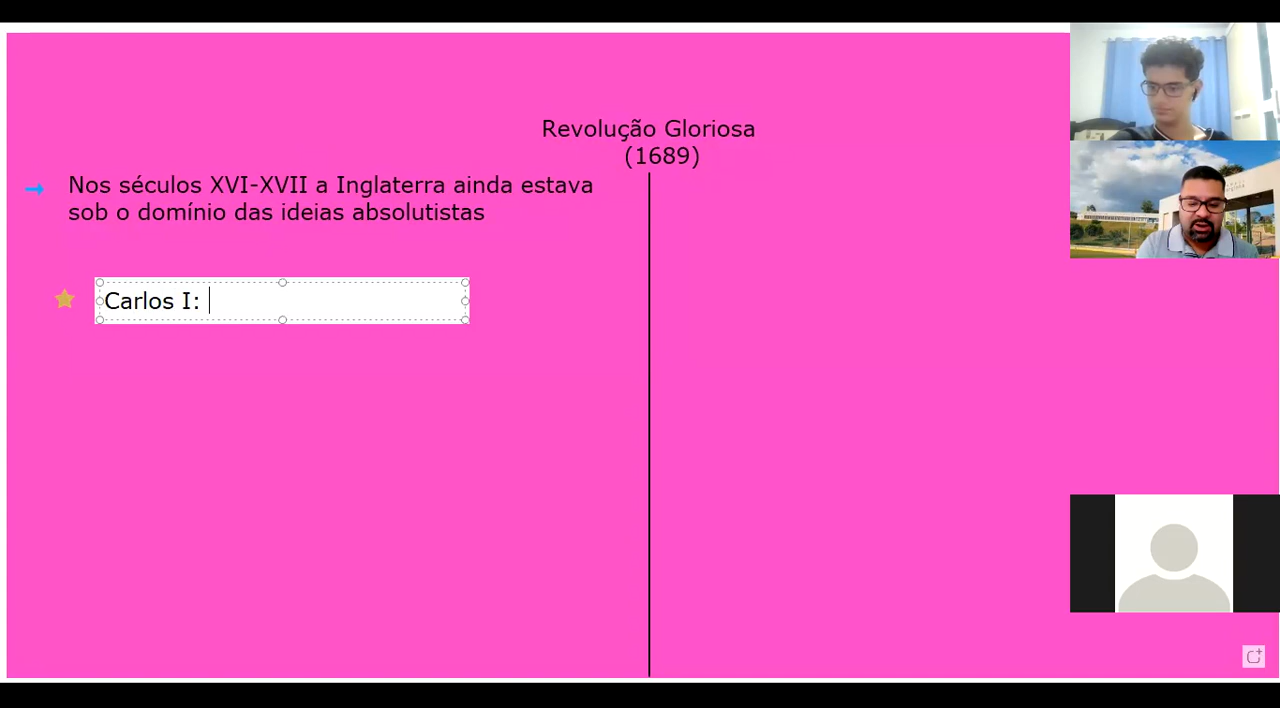 Revolução Gloriosa
(1689)
Nos séculos XVI-XVII a Inglaterra ainda estava
sob o domínio das ideias absolutistas
Carlos I: